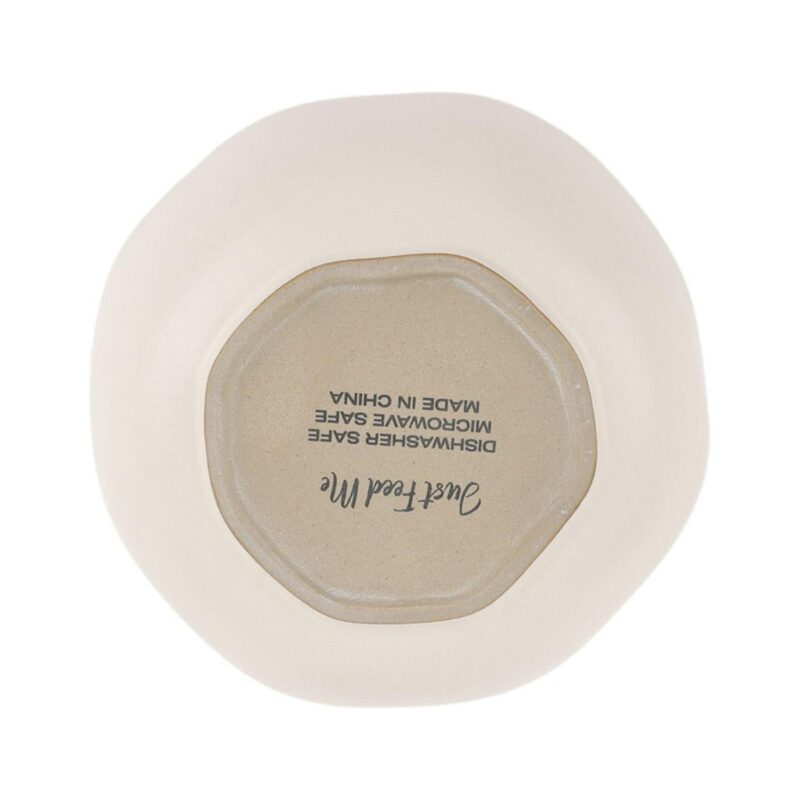 Just Feed Me
DISHWASHER SAFE
MICROWAVE SAFE
MADE IN CHINA